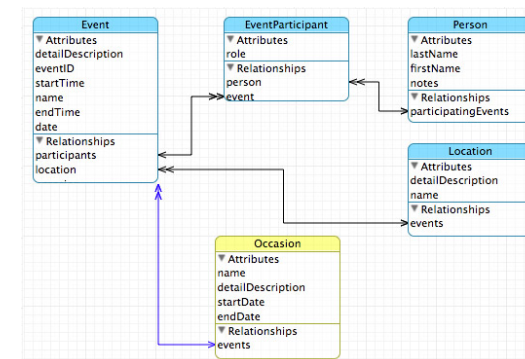 Event
Attributes
detailDescription
eventID
startTime
name
endTime
date
Relationships
participants
location
EventParticipant
Attributes
role
Relationships
person
event
Person
Attributes
lastName
firstName
notes
Relationships
participatingEvents
Location
Attributes
detailDescription
name
Relationships
events
Occasion
Attributes
name
detailDescription
startDate
endDate
Relationships
events